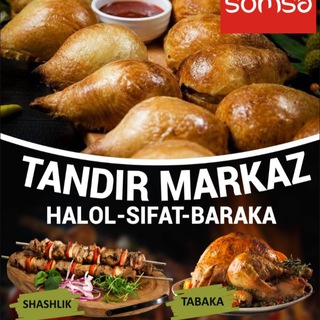 somsa
TANDIR MARKAZ
HALOL-SIFAT-BARAKA
SHASHLIK
TABAKA